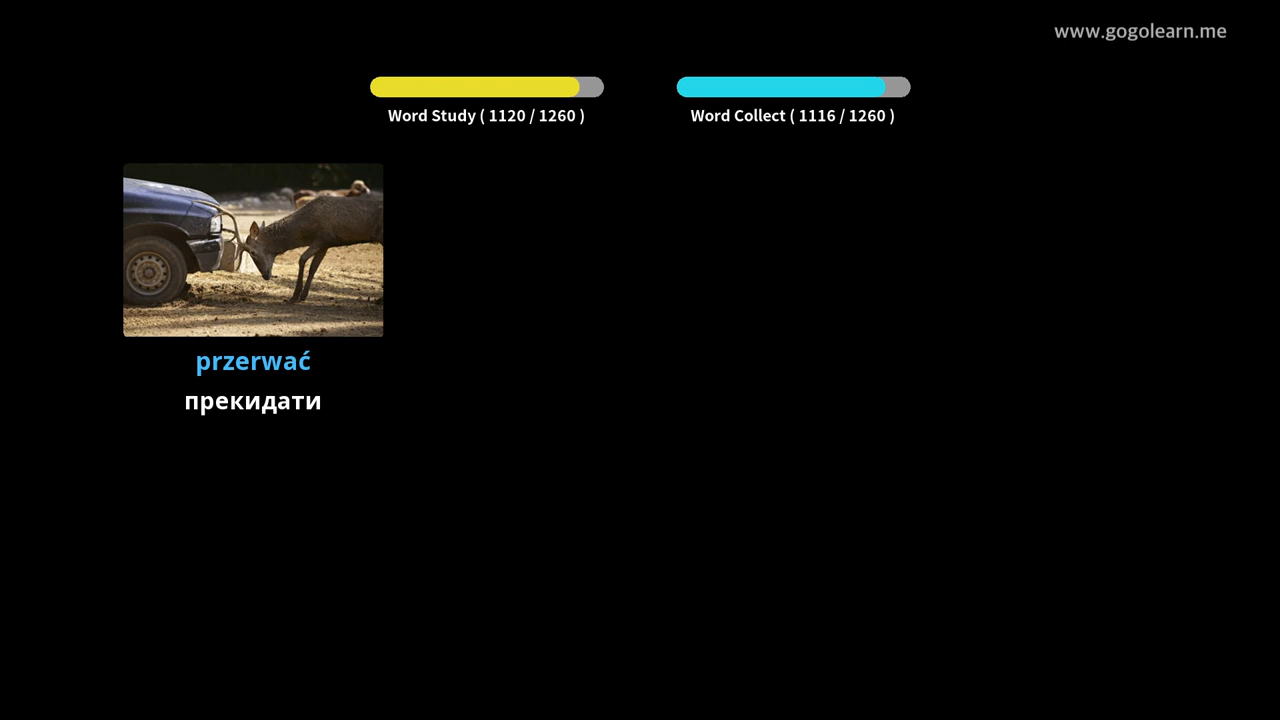 www.gogolearn.me
Word Study ( 1120 / 1260 )
Word Collect ( 1116 / 1260 )
przerwać
прекидати